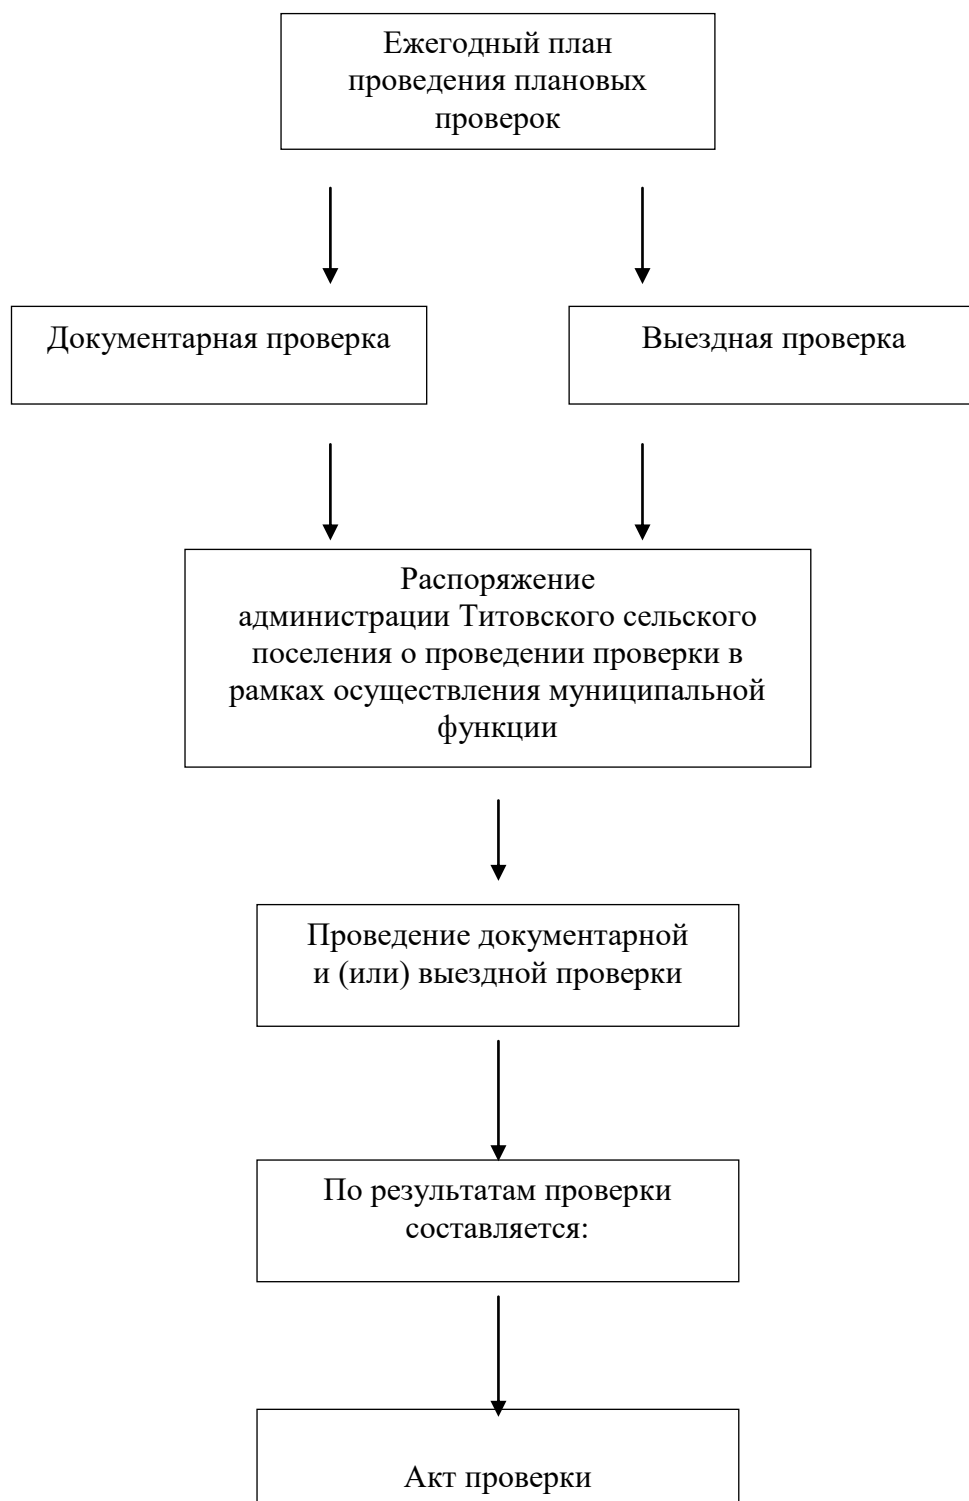 Ежегодный план
проведения плановых
проверок
Документарная проверка
Выездная проверка
Распоряжение
администрации Титовского сельского
поселения о проведении проверки в
рамках осуществления муниципальной
функции
Проведение документарной
и (или) выездной проверки
По результатам проверки
составляется:
Акт проверки